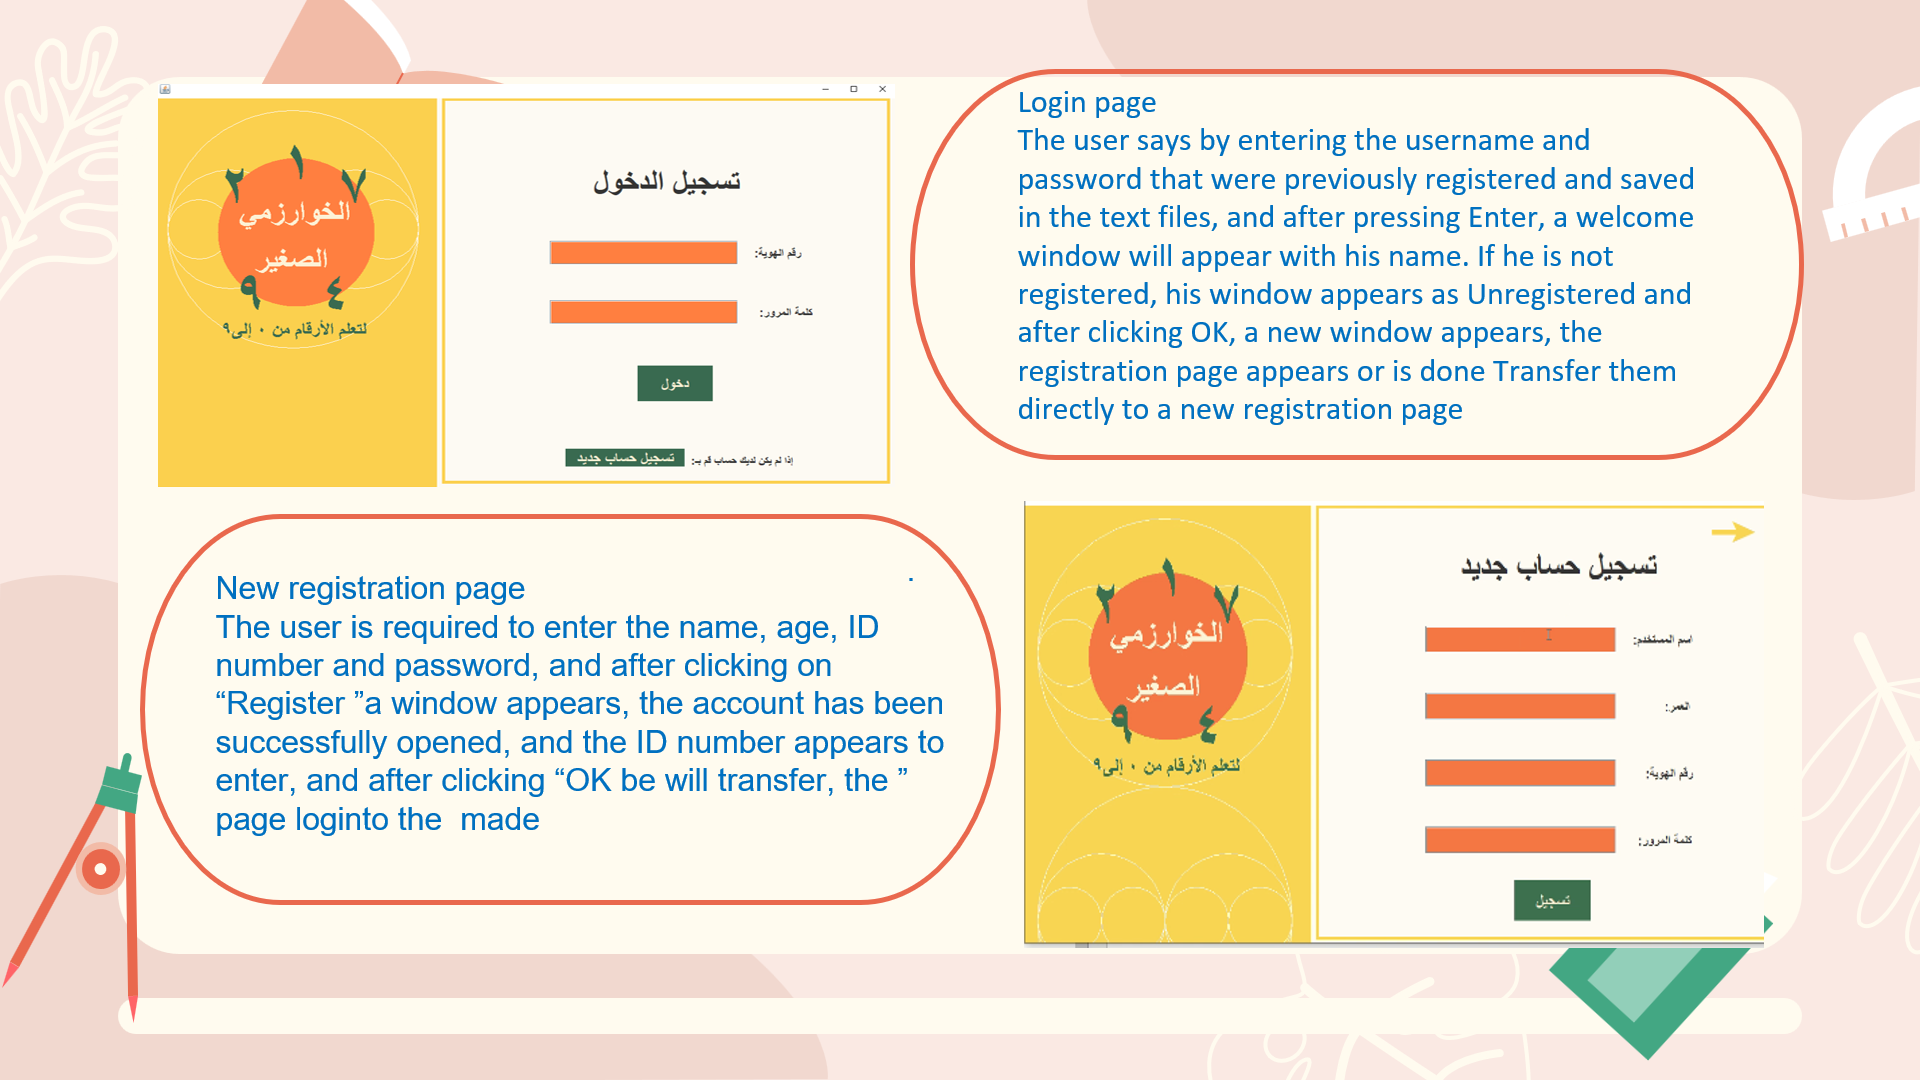 ٢ ١ ٧
الخوارزمي
الصغير
٩ ٤
لتعلم الأرقام من ٠ إلى٩
تسجيل الدخول
رقم الهوية:
كلمة المرور:
دخول
إذا لم يكن لديك حساب قم بـ: تسجيل حساب جديد
Login page
The user says by entering the username and
password that were previously registered and saved
in the text files, and after pressing Enter, a welcome
window will appear with his name. If he is not
registered, his window appears as Unregistered and
after clicking OK, a new window appears, the
registration page appears or is done Transfer them
directly to a new registration page
.
New registration page
The user is required to enter the name, age, ID
number and password, and after clicking on
“Register ”a window appears, the account has been
successfully opened, and the ID number appears to
enter, and after clicking “OK be will transfer, the ”
page loginto the  made
٢ ١ ٧
الخوارزمي
الصغير
٩ ٤
لتعلم الأرقام من ٠ إلى٩
تسجيل حساب جديد
اسم المستخدم:
العمر:
رقم الهوية:
كلمة المرور:
تسجيل